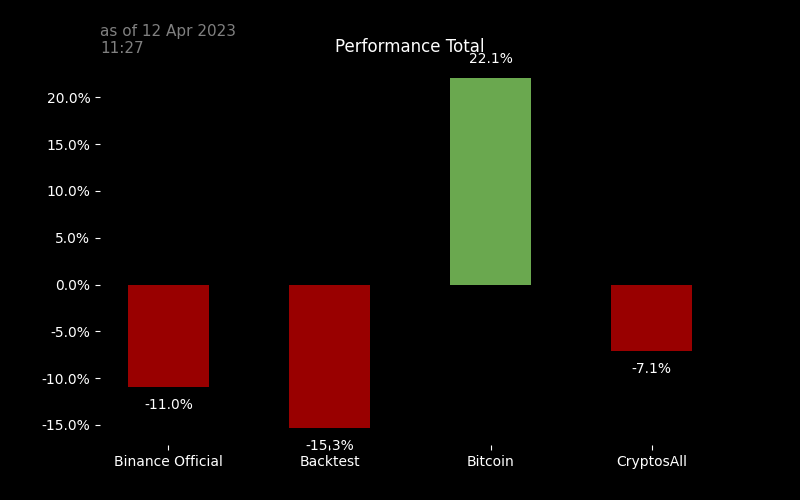 as of 12 Apr 2023
11:27
Performance Total
22.1%
20.0%
15.0%
10.0%
5.0%
0.0%
-5.0%
-10.0%
-15.0%
-11.0%
-15.3%
-7.1%
Binance Official
Backtest
Bitcoin
CryptosAll